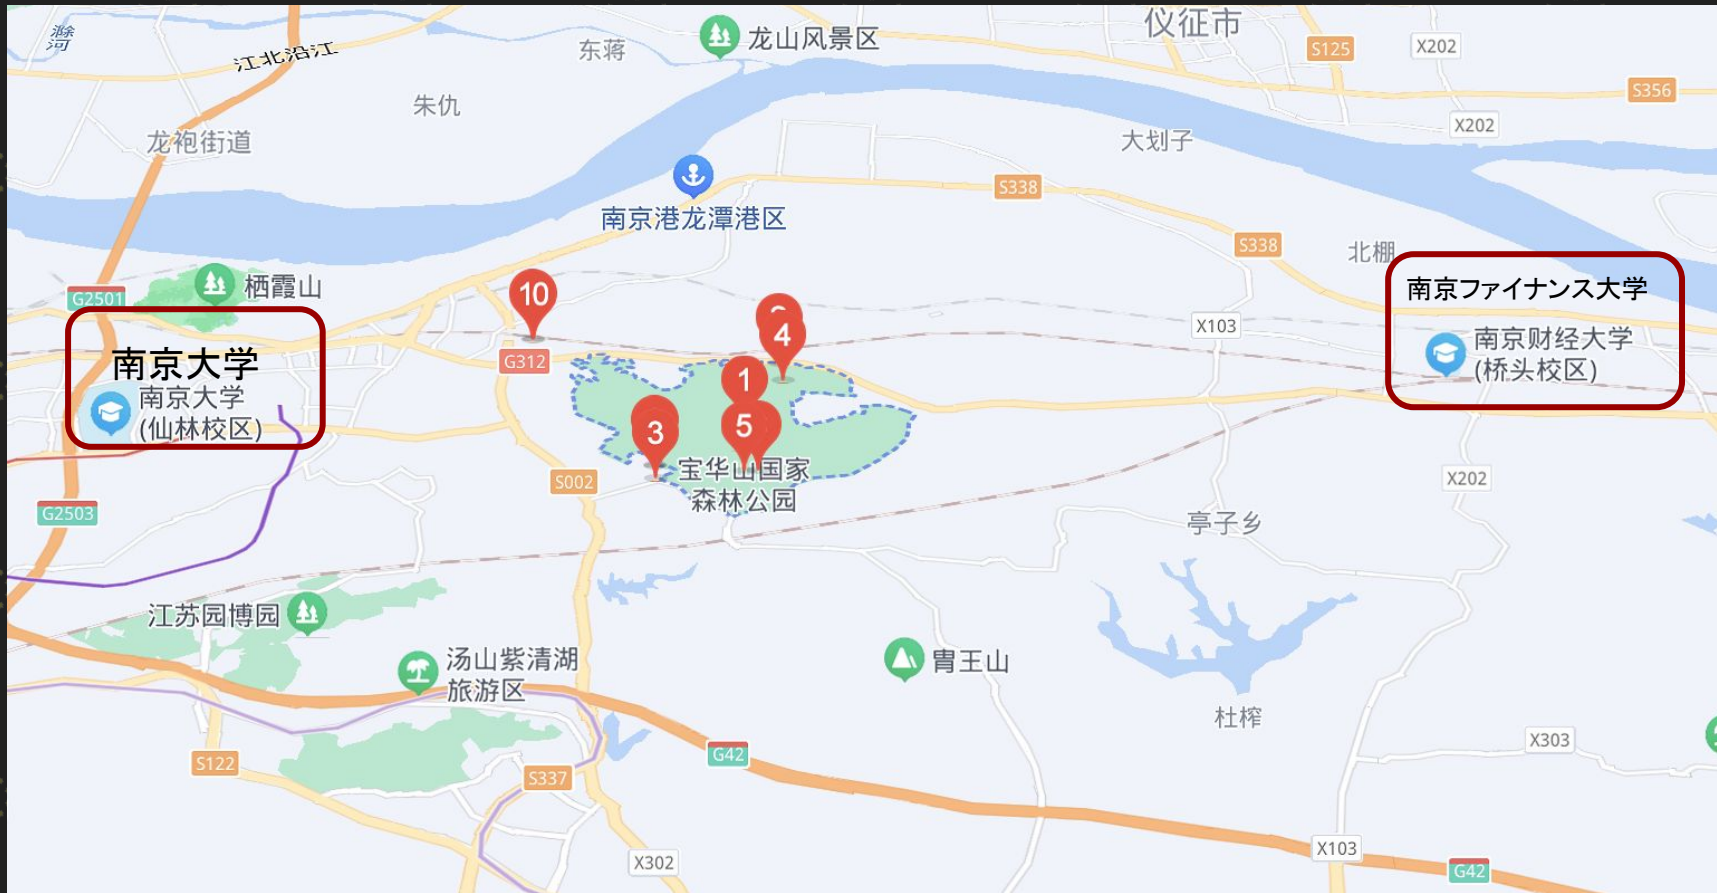 滁
河
江北沿江
东蒋
龙山风景区
仪征市
S125
X202
S356
朱仇
龙袍街道
X202
大划子
南京港龙潭港区
S338
S338
北棚
栖霞山
G2501
10
南京ファイナンス大学
X103
南京财经大学
(桥头校区)
4
G312
南京大学
南京大学
(仙林校区)
1
3
5
宝华山国家
森林公园
S002
X202
G2503
亭子乡
江苏园博园
汤山紫清湖
旅游区
胄王山
杜榨
X303
G42
S122
S337
X302
X103
G42